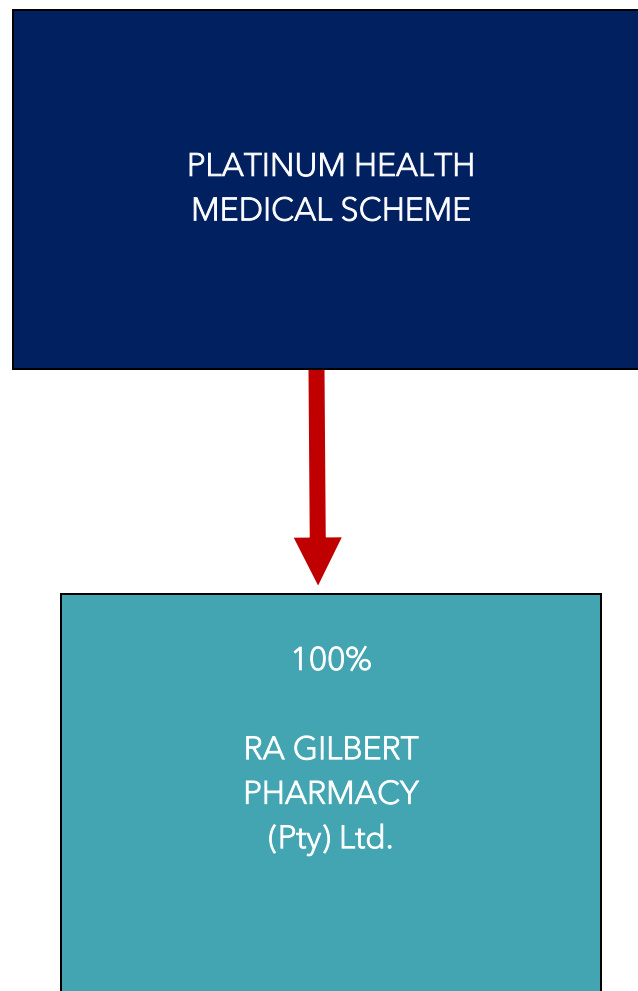 PLATINUM HEALTH
MEDICAL SCHEME
100%
RA GILBERT
PHARMACY
(Pty) Ltd.